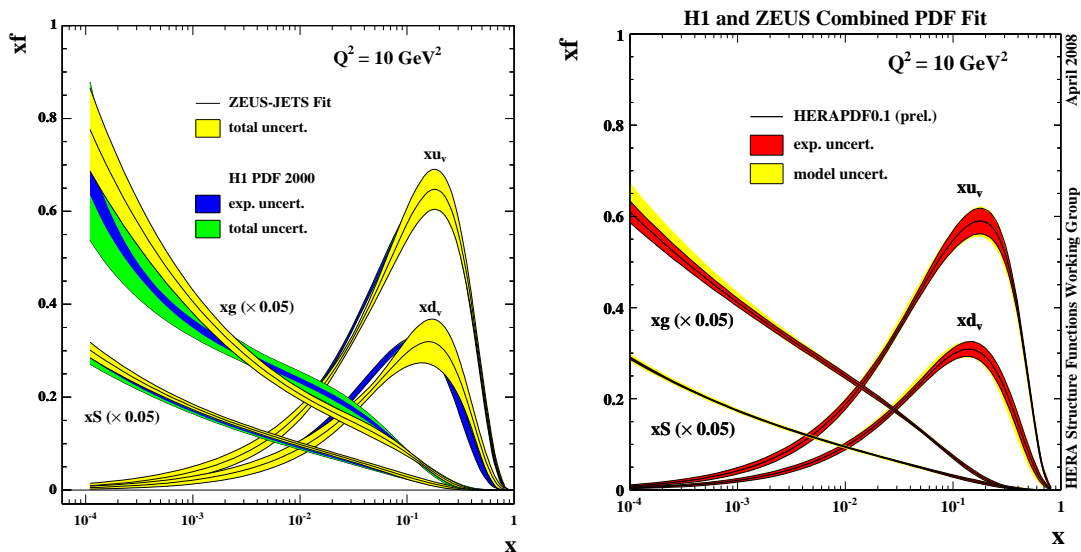 xf
1
0.8
0.6
0.4
0.2
0
Q² = 10 GeV²
ZEUS-JETS Fit
total uncert.
H1 PDF 2000
exp. uncert.
total uncert.
xuᵥ
xdᵥ
xg (× 0.05)
xS (× 0.05)
10⁻⁴ 10⁻³ 10⁻² 10⁻¹ 1
x
H1 and ZEUS Combined PDF Fit
xf
1
0.8
0.6
0.4
0.2
0
Q² = 10 GeV²
HERAPDF0.1 (prel.)
exp. uncert.
model uncert.
xuᵥ
xdᵥ
xg (× 0.05)
xS (× 0.05)
10⁻⁴ 10⁻³ 10⁻² 10⁻¹ 1
x
HERA Structure Functions Working Group April 2008